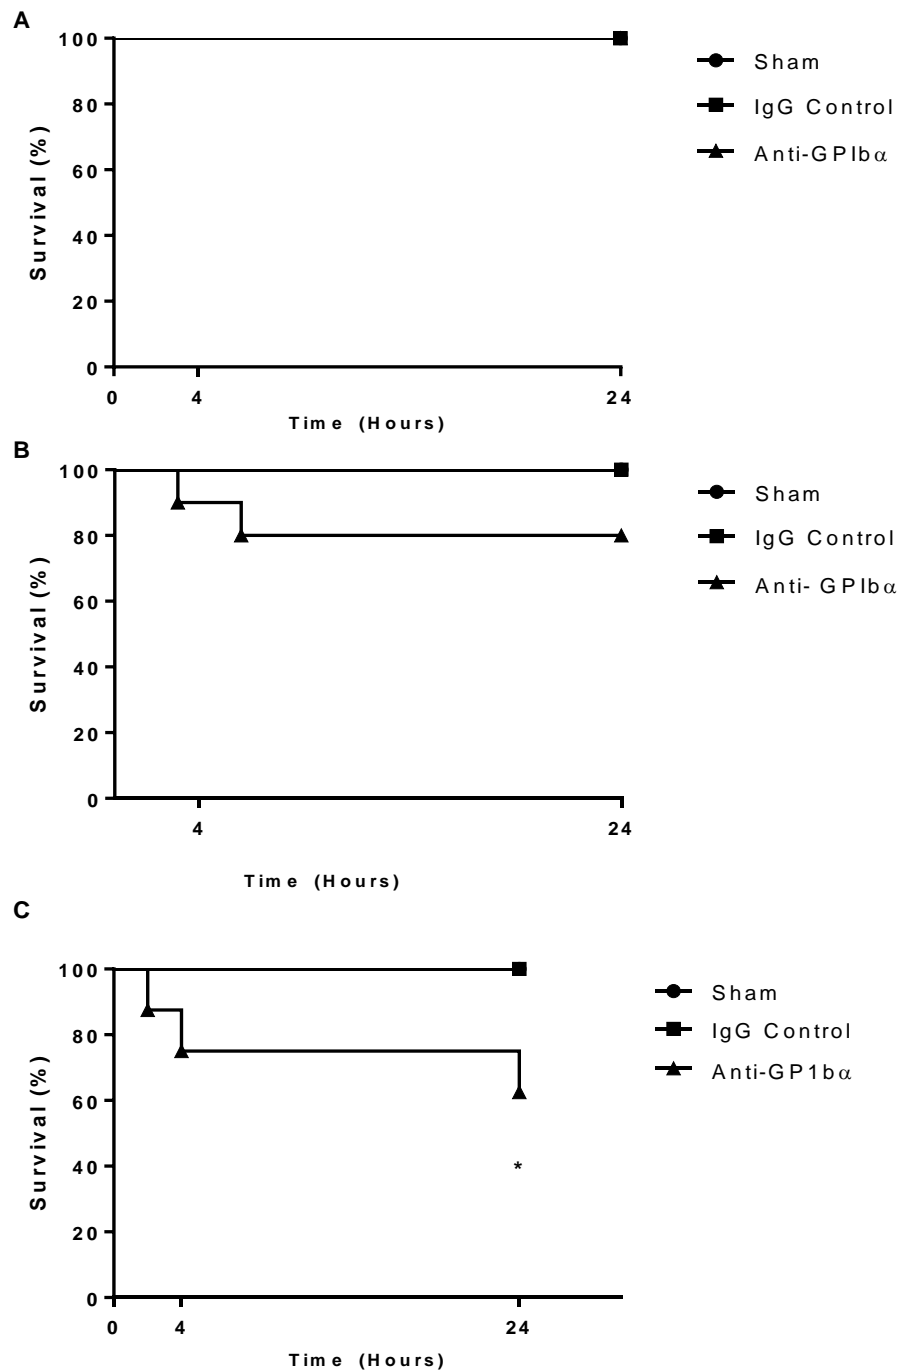 A
100
80
60
40
20
0
Survival (%)
0 4 24
Time (Hours)
Sham
IgG Control
Anti-GPIbα
B
100
80
60
40
20
0
Survival (%)
4 24
Time (Hours)
Sham
IgG Control
Anti- GPIbα
C
100
80
60
40
20
0
Survival (%)
*
0 4 24
Time (Hours)
Sham
IgG Control
Anti-GP1bα